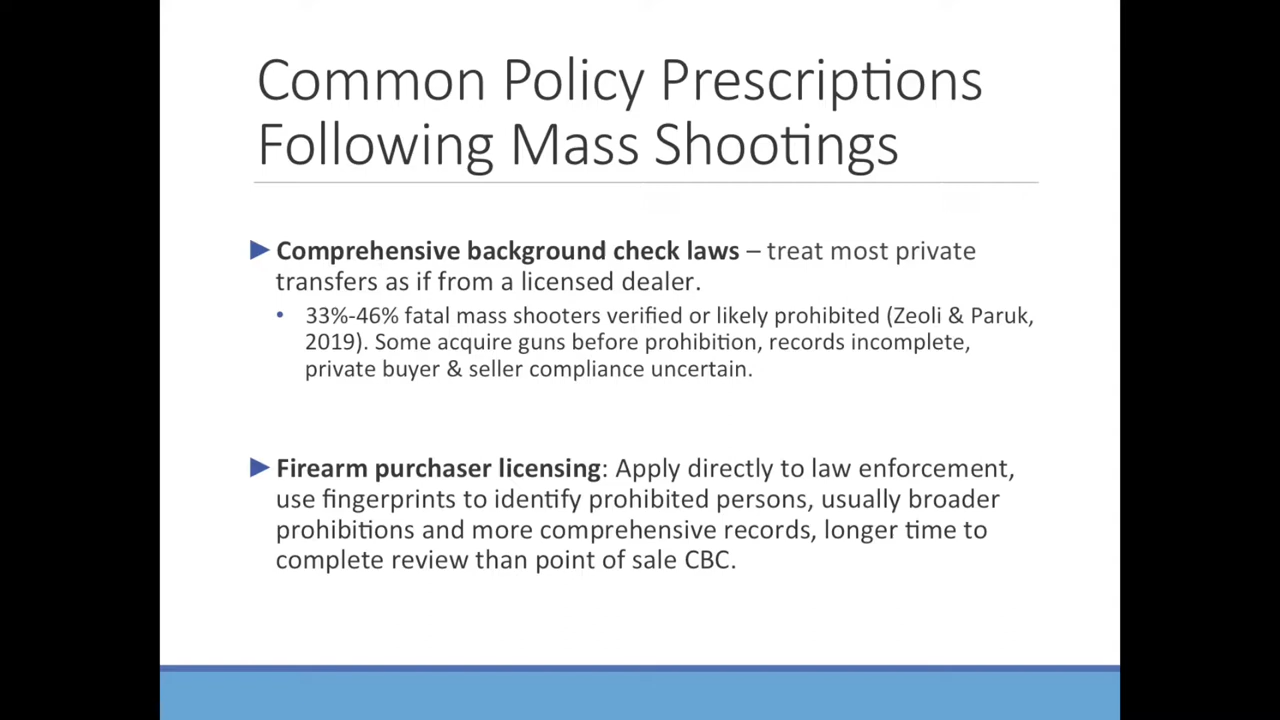 Common Policy Prescriptions
Following Mass Shootings
▶ Comprehensive background check laws – treat most private
transfers as if from a licensed dealer.
• 33%-46% fatal mass shooters verified or likely prohibited (Zeoli & Paruk,
2019). Some acquire guns before prohibition, records incomplete,
private buyer & seller compliance uncertain.
▶ Firearm purchaser licensing: Apply directly to law enforcement,
use fingerprints to identify prohibited persons, usually broader
prohibitions and more comprehensive records, longer time to
complete review than point of sale CBC.